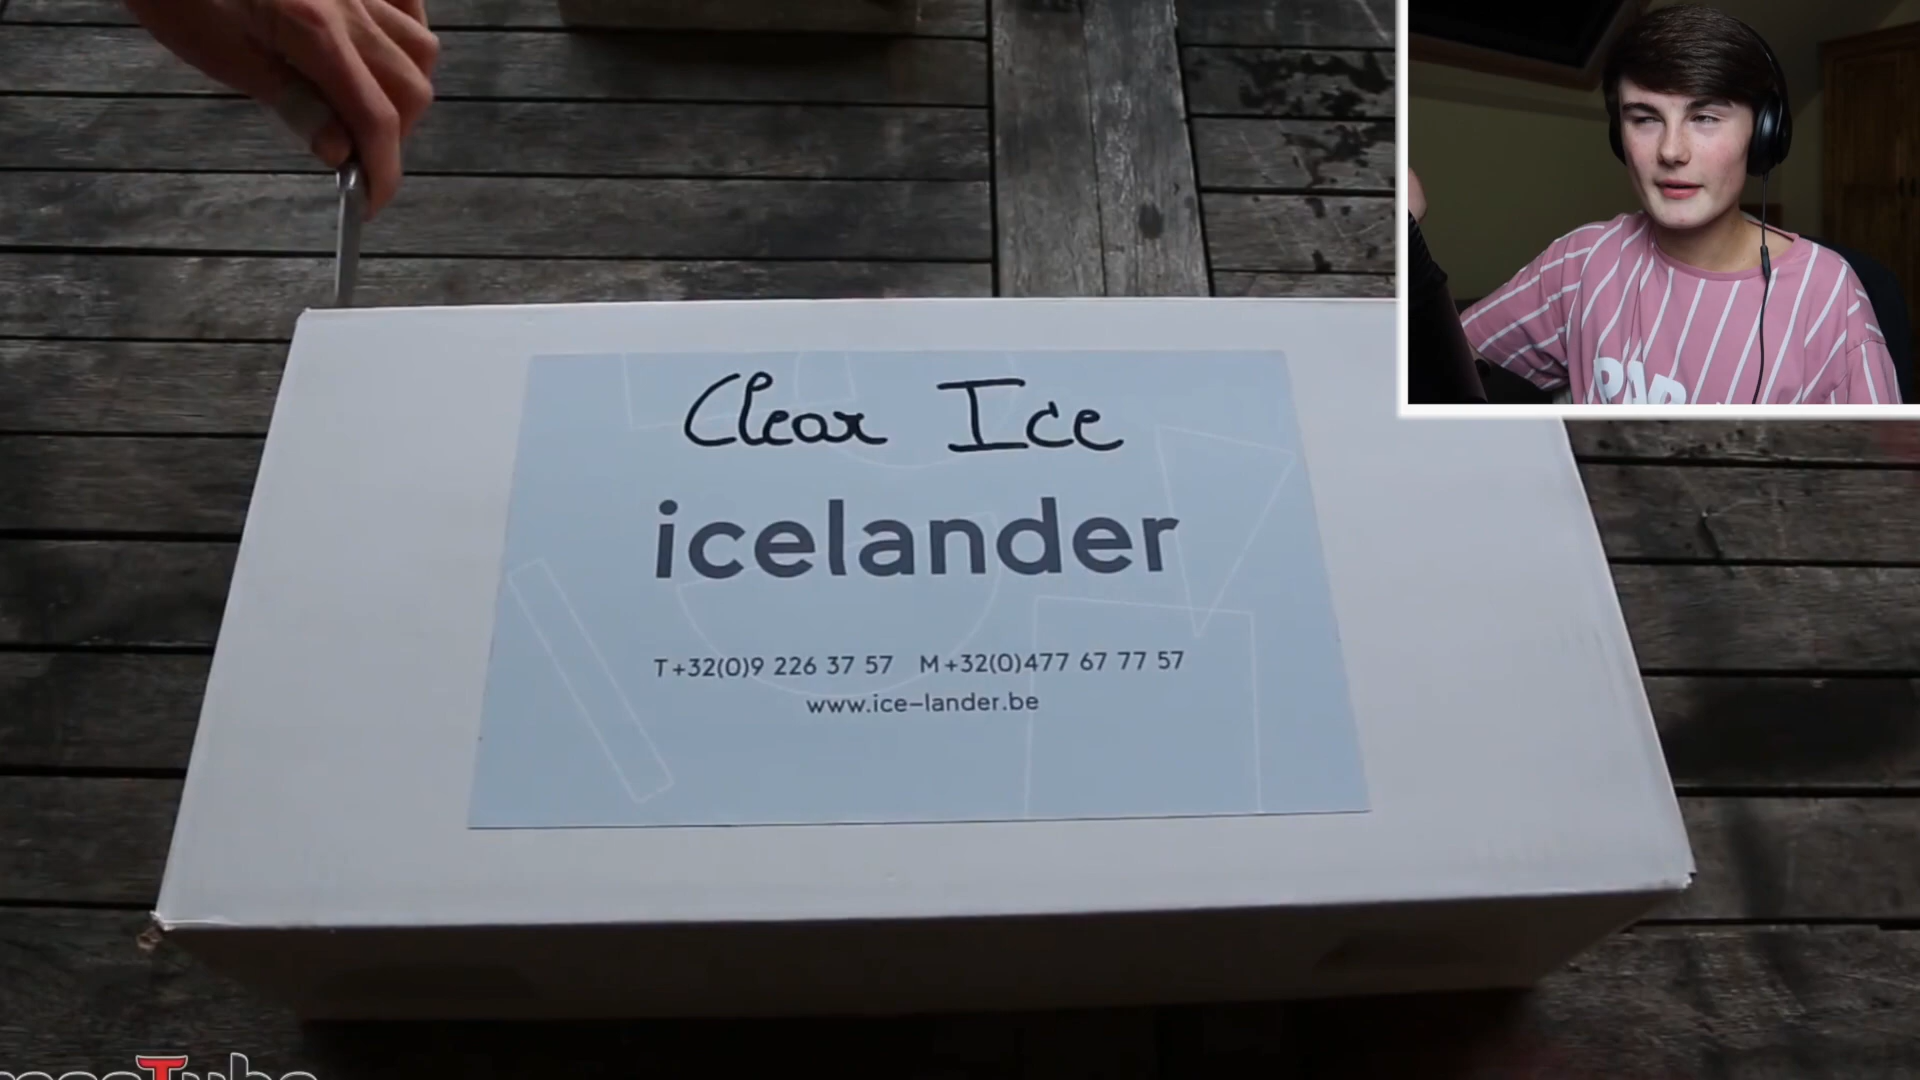 Clear Ice
icelander
T+32(0)9 226 37 57 M+32(0)477 67 77 57
www.ice-lander.be